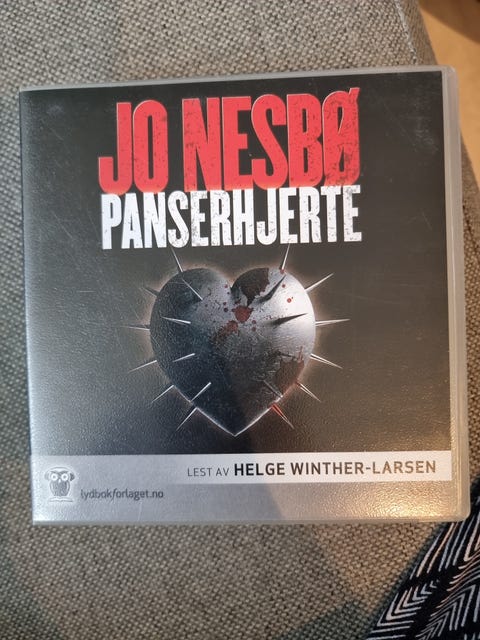 JO NESBØ
PANSERHJERTE
LEST AV HELGE WINTHER-LARSEN
lydbokforlaget.no